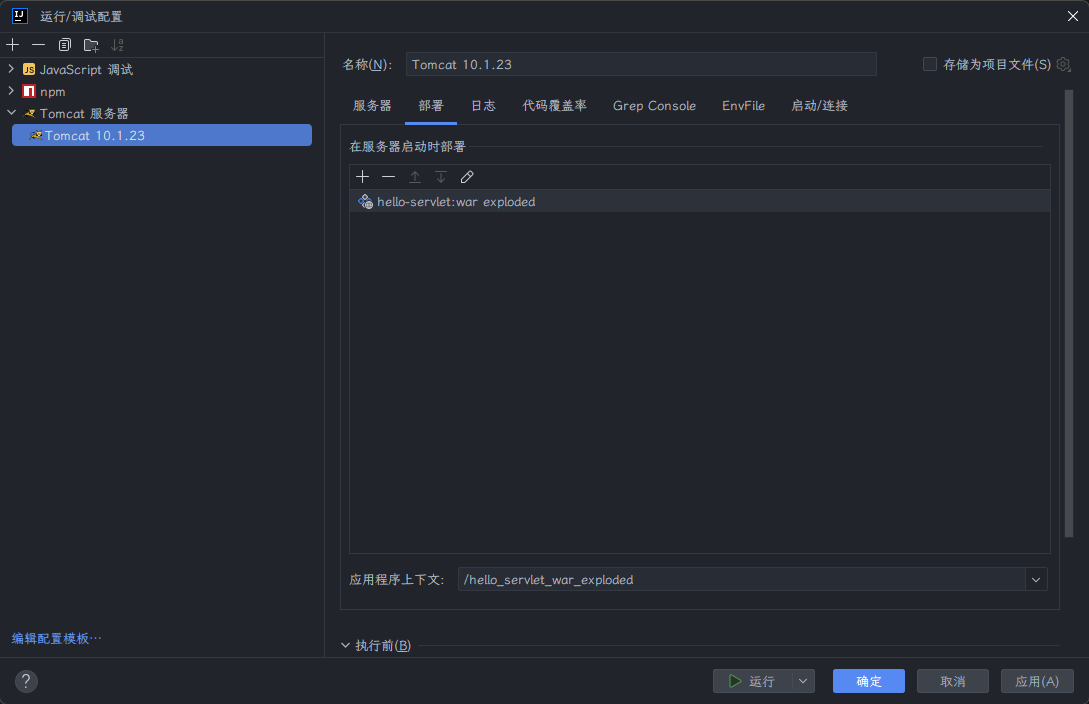 运行/调试配置
JavaScript 调试
npm
Tomcat 服务器
Tomcat 10.1.23
编辑配置模板…
名称(N):
Tomcat 10.1.23
存储为项目文件(S)
服务器 部署 日志 代码覆盖率 Grep Console EnvFile 启动/连接
在服务器启动时部署
hello-servlet:war exploded
应用程序上下文:
/hello_servlet_war_exploded
执行前(B)
? 运行 确定 取消 应用(A)